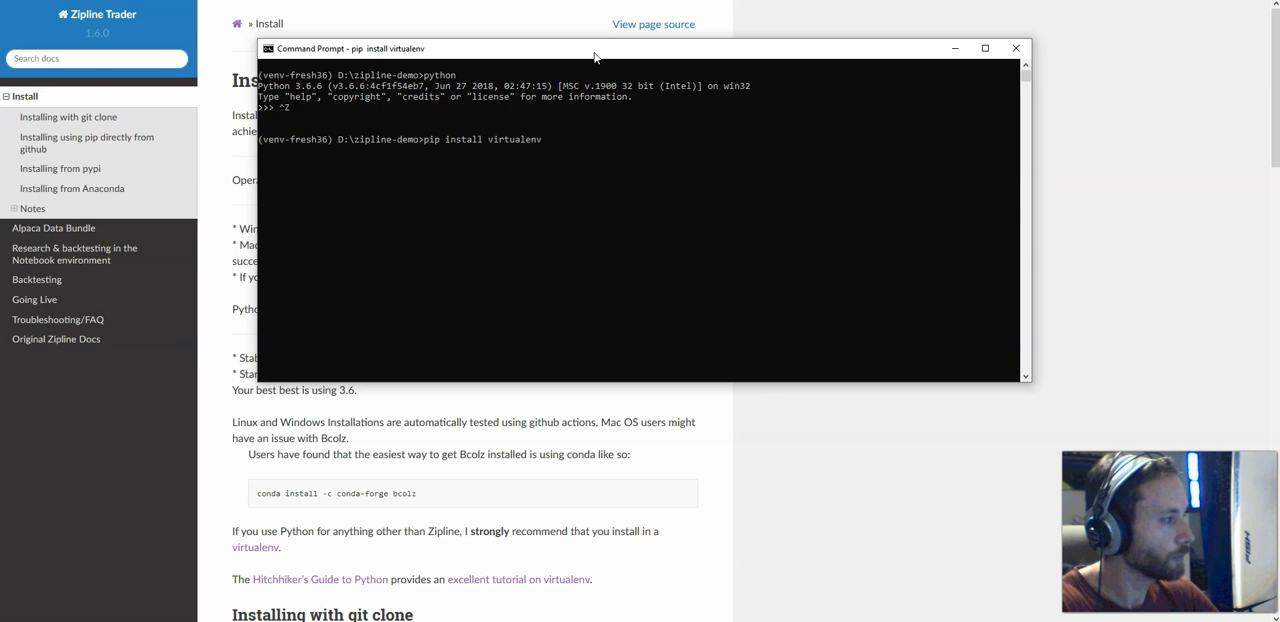 Zipline Trader
1.6.0
Search docs
Install
Installing with git clone
Installing using pip directly from
github
Installing from pypi
Installing from Anaconda
Notes
Alpaca Data Bundle
Research & backtesting in the
Notebook environment
Backtesting
Going Live
Troubleshooting/FAQ
Original Zipline Docs
» Install
View page source
Command Prompt - pip install virtualenv
(venv-fresh36) D:\zipline-demo>python
Python 3.6.6 (v3.6.6:4cf1f54eb7, Jun 27 2018, 02:47:15) [MSC v.1900 32 bit (Intel)] on win32
Type "help", "copyright", "credits" or "license" for more information.
>>> ^Z
(venv-fresh36) D:\zipline-demo>pip install virtualenv
Your best best is using 3.6.
Linux and Windows Installations are automatically tested using github actions. Mac OS users might
have an issue with Bcolz.
Users have found that the easiest way to get Bcolz installed is using conda like so:
conda install -c conda-forge bcolz
If you use Python for anything other than Zipline, I strongly recommend that you install in a
virtualenv.
The Hitchhiker's Guide to Python provides an excellent tutorial on virtualenv.
Installing with git clone